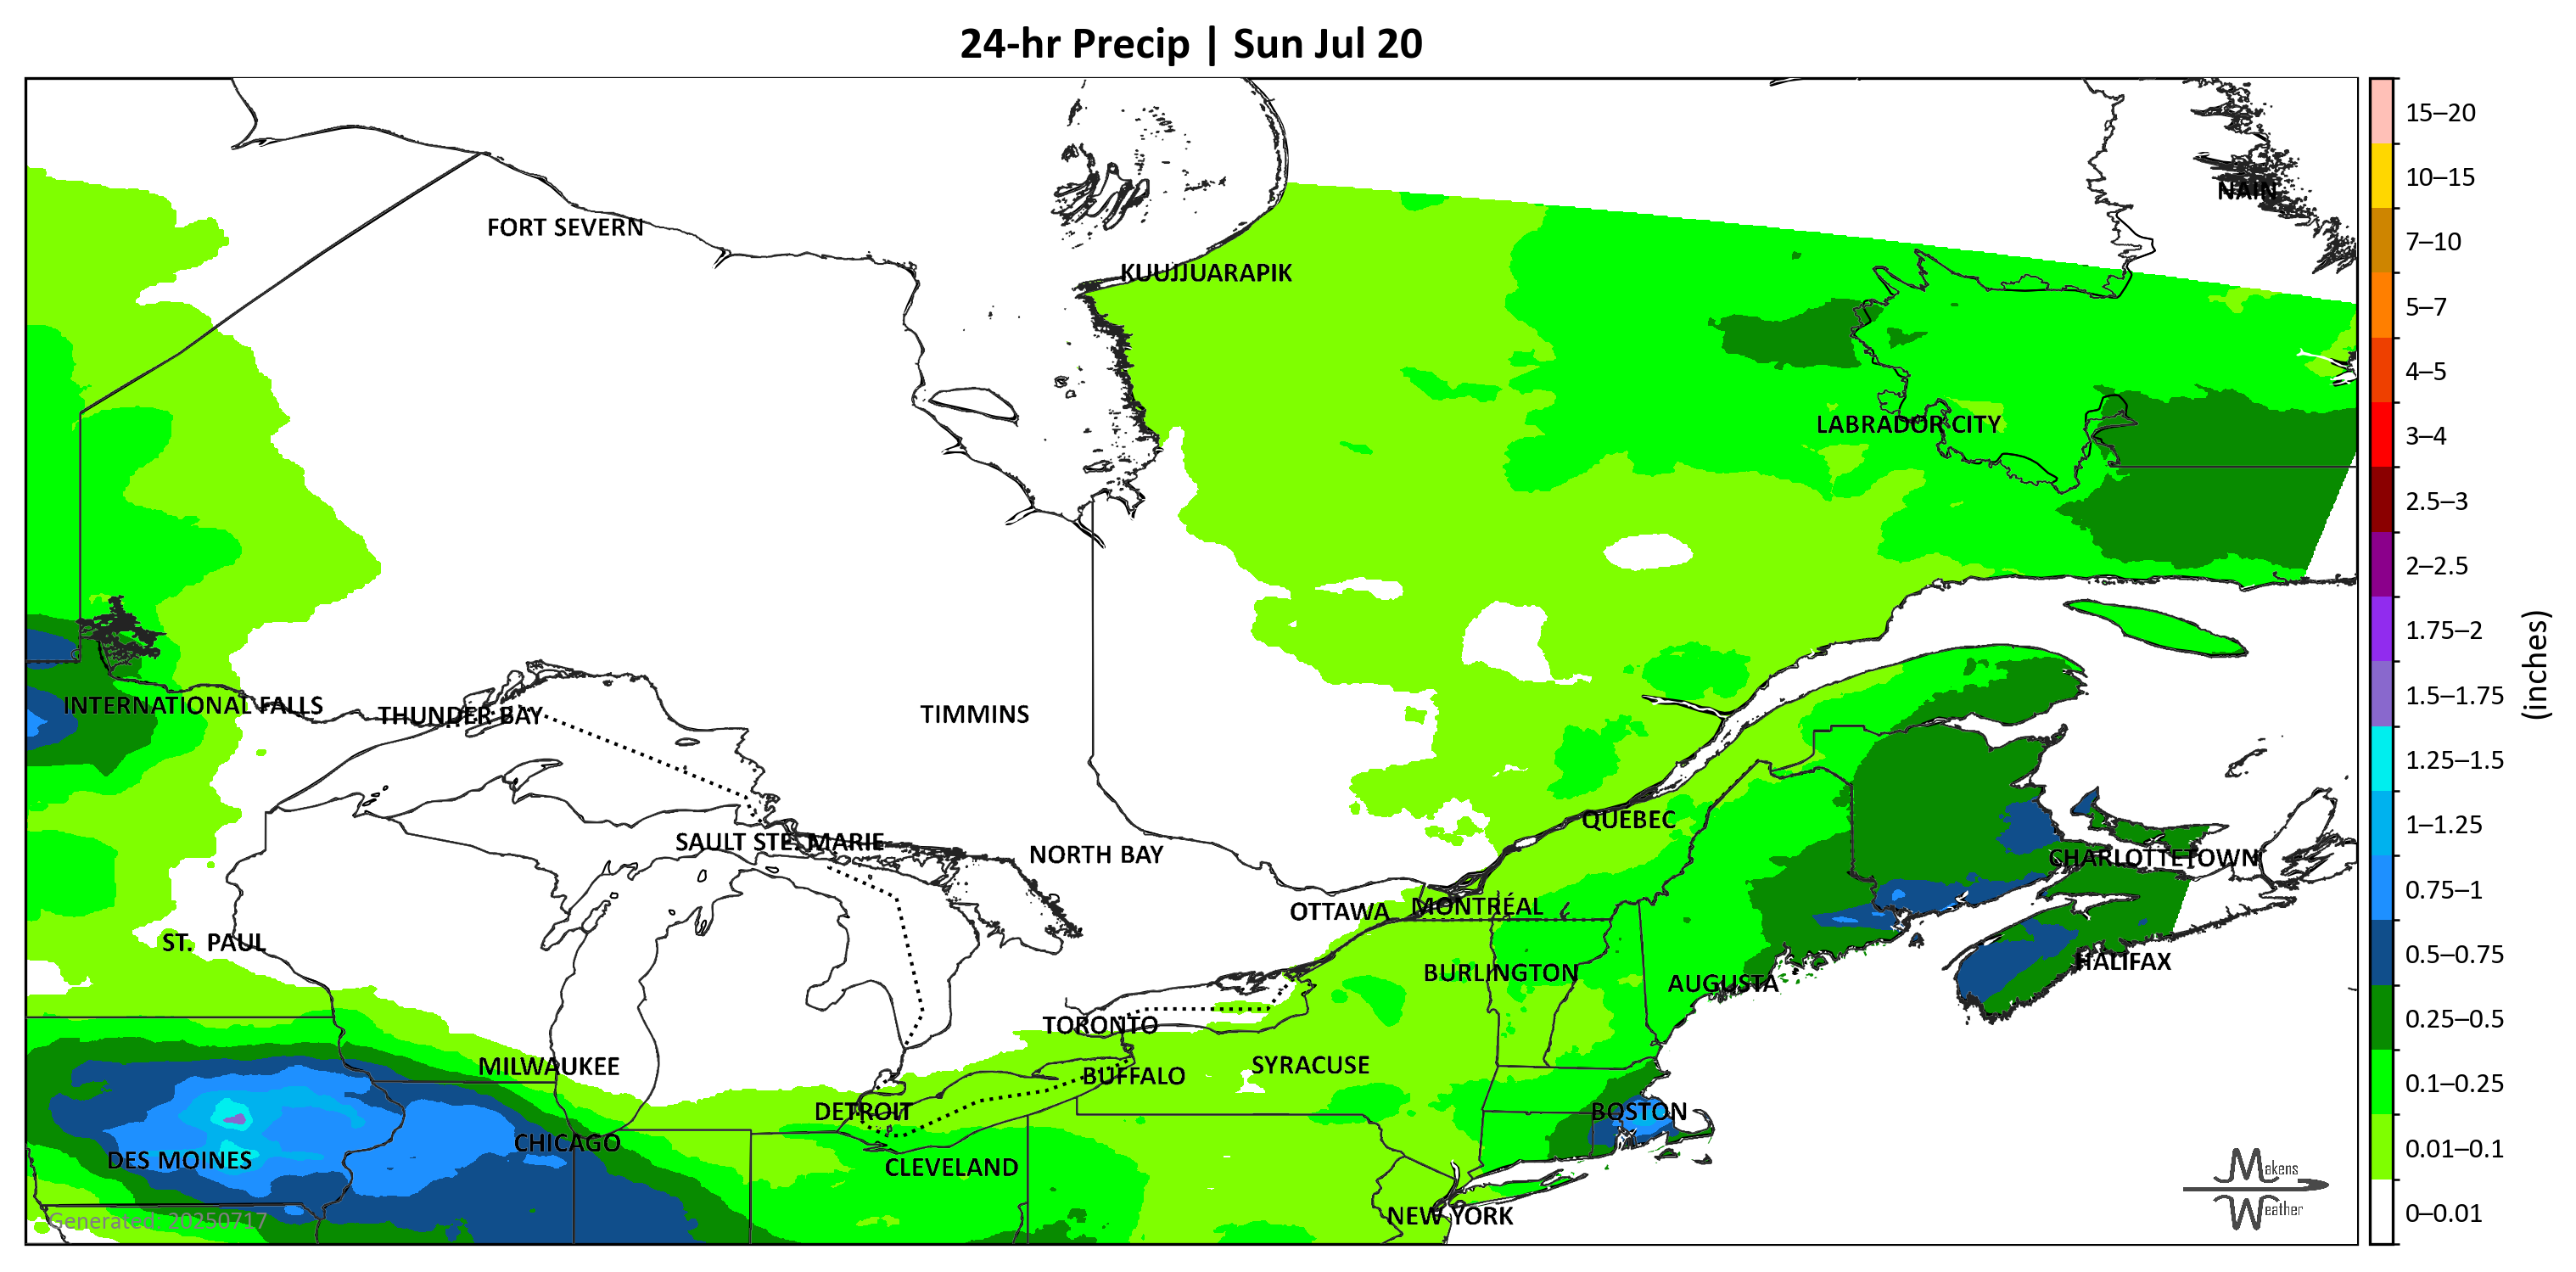 24-hr Precip | Sun Jul 20
NAIN
FORT SEVERN
KUUJJUARAPIK
LABRADOR CITY
INTERNATIONAL FALLS
THUNDER BAY
TIMMINS
SAULT STE. MARIE
NORTH BAY
QUÉBEC
CHARLOTTETOWN
OTTAWA
MONTRÉAL
ST. PAUL
BURLINGTON
AUGUSTA
HALIFAX
TORONTO
MILWAUKEE
BUFFALO
SYRACUSE
DETROIT
BOSTON
CHICAGO
DES MOINES
CLEVELAND
NEW YORK
Generated: 20250717
Makens
Weather
15–20
10–15
7–10
5–7
4–5
3–4
2.5–3
2–2.5
1.75–2
1.5–1.75
1.25–1.5
1–1.25
0.75–1
0.5–0.75
0.25–0.5
0.1–0.25
0.01–0.1
0–0.01
(inches)